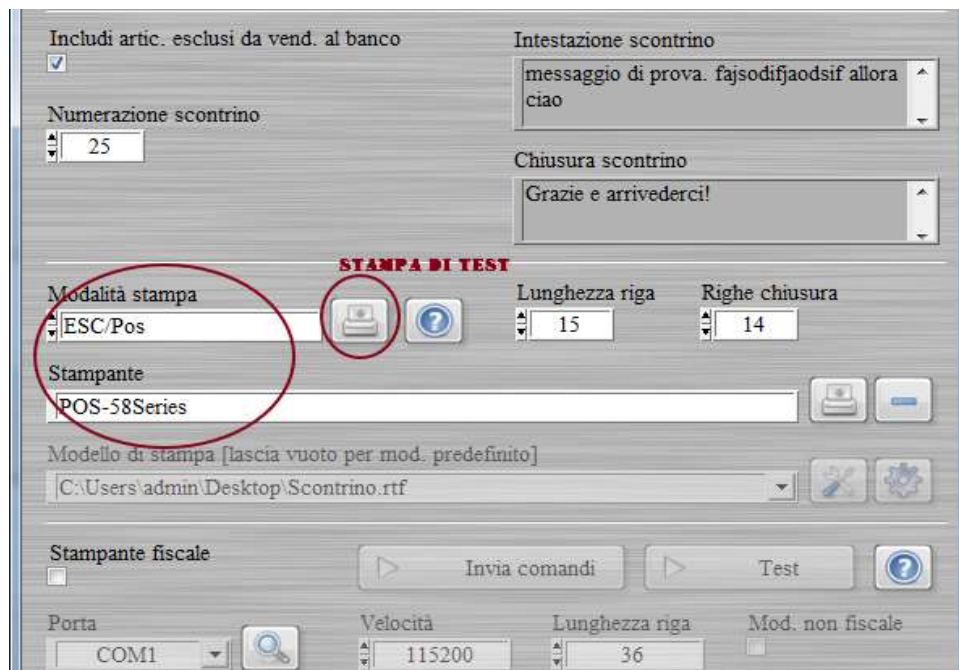 Includi artic. esclusi da vend. al banco
Intestazione scontrino
messaggio di prova. fajsodifjaodsif allora
ciao
Numerazione scontrino
25
Chiusura scontrino
Grazie e arrivederci!
STAMPA DI TEST
Modalità stampa
Lunghezza riga
Righe chiusura
ESC/Pos
15
14
Stampante
POS-58Series
Modello di stampa [lascia vuoto per mod. predefinito]
C:\Users\admin\Desktop\Scontrino.rtf
Stampante fiscale
Invia comandi
Test
Porta
Velocità
Lunghezza riga
Mod. non fiscale
COM1
115200
36